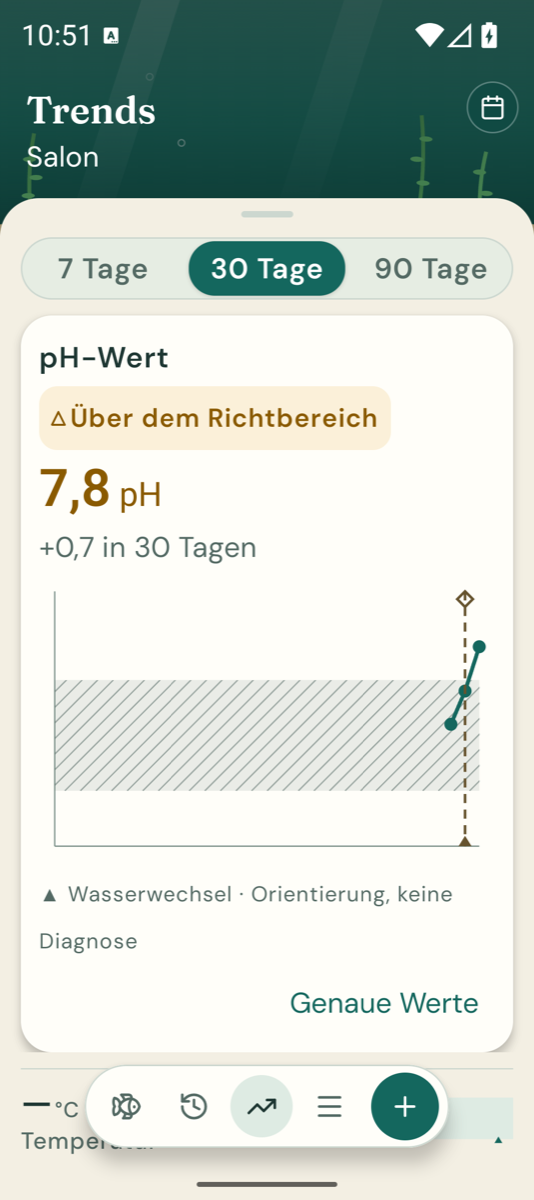 10:51 A
Trends
Salon
7 Tage 30 Tage 90 Tage
pH-Wert
Über dem Richtbereich
7,8 pH
+0,7 in 30 Tagen
▲ Wasserwechsel · Orientierung, keine
Diagnose
Genaue Werte
— °C
Temperatur